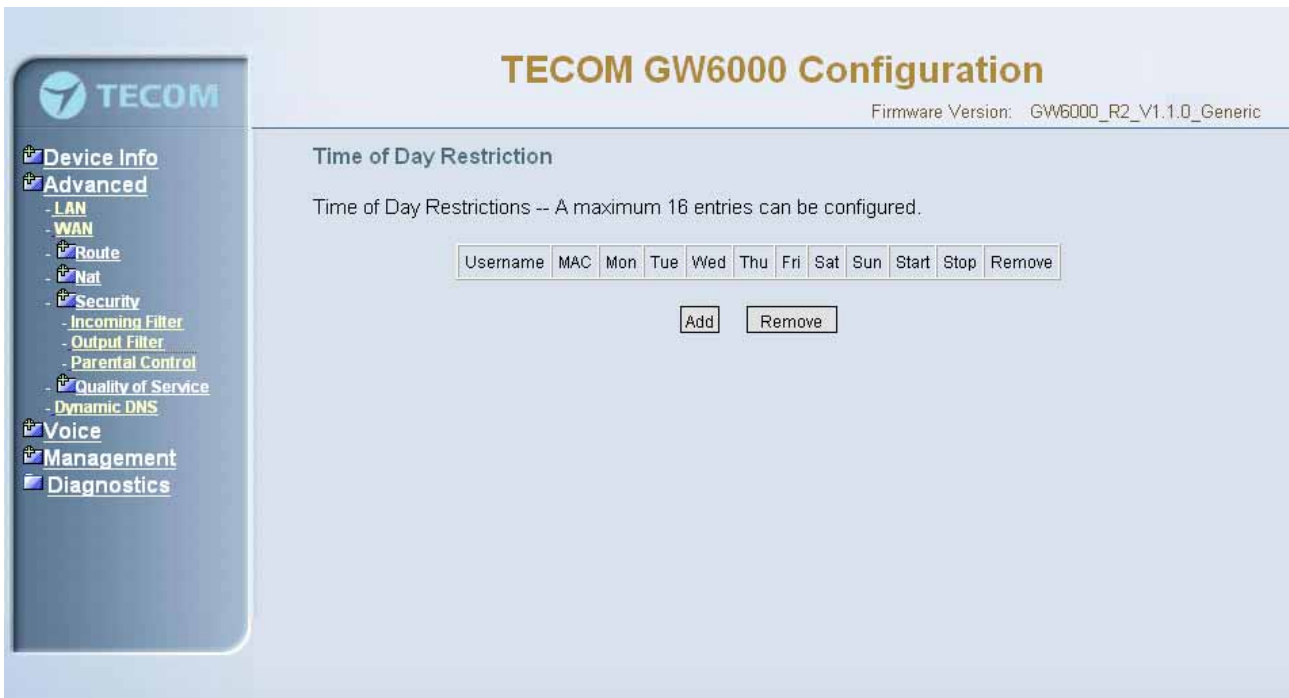 TECOM
TECOM GW6000 Configuration
Firmware Version: GW6000_R2_V1.1.0_Generic
Device Info
Advanced
- LAN
- WAN
- Route
- Nat
- Security
- Incoming Filter
- Output Filter
- Parental Control
- Quality of Service
- Dynamic DNS
Voice
Management
Diagnostics
Time of Day Restriction
Time of Day Restrictions -- A maximum 16 entries can be configured.
Username MAC Mon Tue Wed Thu Fri Sat Sun Start Stop Remove
Add Remove